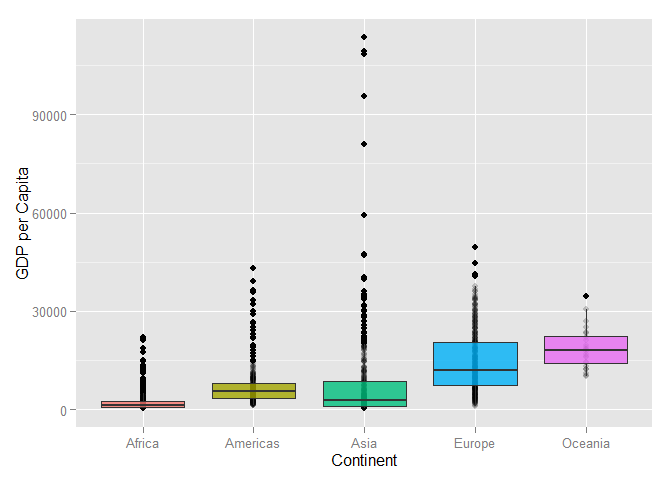 90000
60000
30000
0
GDP per Capita
Africa Americas Asia Europe Oceania
Continent